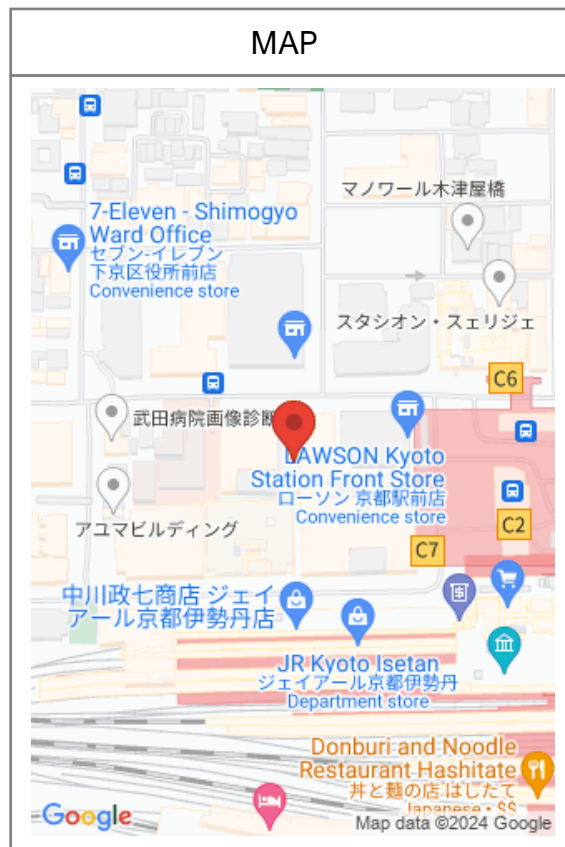 MAP
マノワール木津屋橋
7-Eleven - Shimogyo
Ward Office
セブン-イレブン
下京区役所前店
Convenience store
スタシオン・スェリジェ
C6
武田病院画像診断
LAWSON Kyoto
Station Front Store
ローソン 京都駅前店
Convenience store
アユマビルディング
C2
C7
中川政七商店 ジェイ
アール京都伊勢丹店
JR Kyoto Isetan
ジェイアール京都伊勢丹
Department store
Donburi and Noodle
Restaurant Hashitate
丼と麺の店 はしたて
Japanese・$$
Google
Map data ©2024 Google